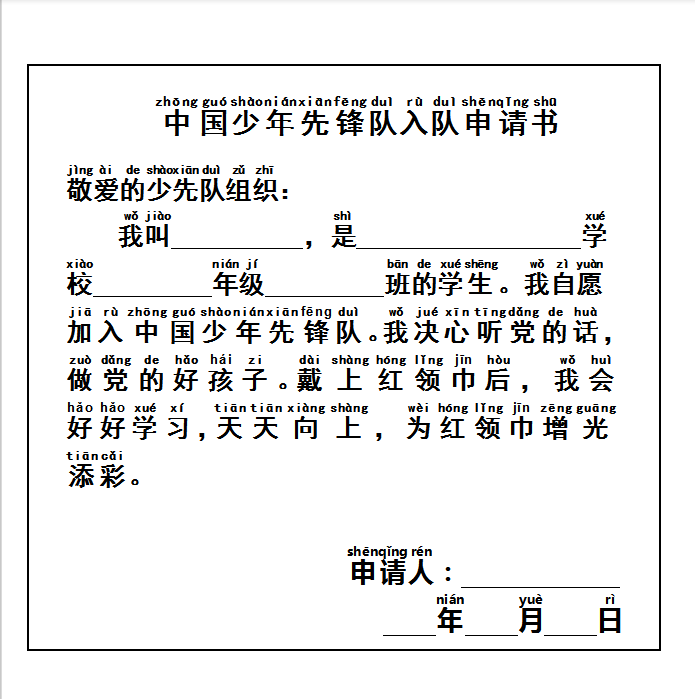 zhōng guó shàonián xiānfēng duì rù duì shēnqǐng shū
中国少年先锋队入队申请书
jìng ài de shàoxiān duì zǔ zhī
敬爱的少先队组织：
wǒ jiào shì xué
我叫__________，是_________________学
xiào nián jí bān de xué shēng wǒ zì yuàn
校_________年级_________班的学生。我自愿
jiā rù zhōng guó shàonián xiānfēng duì wǒ jué xīn tīng dǎng de huà
加入中国少年先锋队。我决心听党的话，
zuò dǎng de hǎo hái zi dài shàng hóng lǐng jīn hòu wǒ huì
做党的好孩子。戴上红领巾后，我会
hǎo hǎo xué xí tiān tiān xiàng shàng wèi hóng lǐng jīn zēng guāng
好好学习，天天向上，为红领巾增光
tiān cǎi
添彩。
shēnqǐng rén
申请人：____________
nián yuè rì
____年____月____日